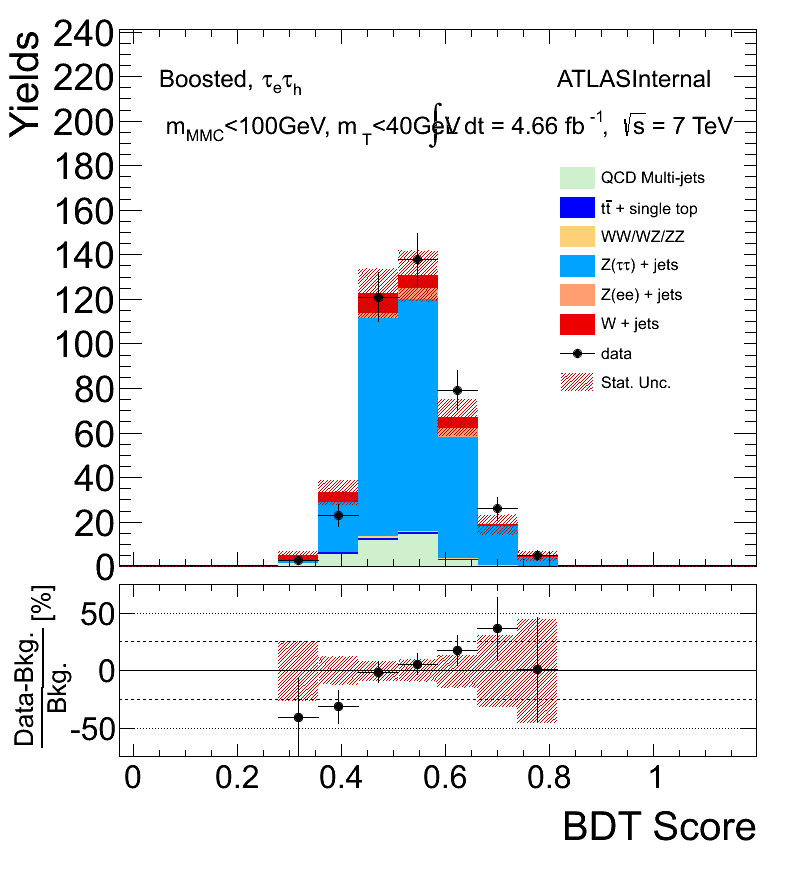 240
220
200
180
160
140
120
100
80
60
40
20
0
Yields
Boosted, τeτh
ATLASInternal
mMMC<100GeV, mT<40GeV ∫L dt = 4.66 fb-1, √s = 7 TeV
QCD Multi-jets
tt̄ + single top
WW/WZ/ZZ
Z(ττ) + jets
Z(ee) + jets
W + jets
data
Stat. Unc.
Data-Bkg.
Bkg.
[%]
50
0
-50
0 0.2 0.4 0.6 0.8 1
BDT Score